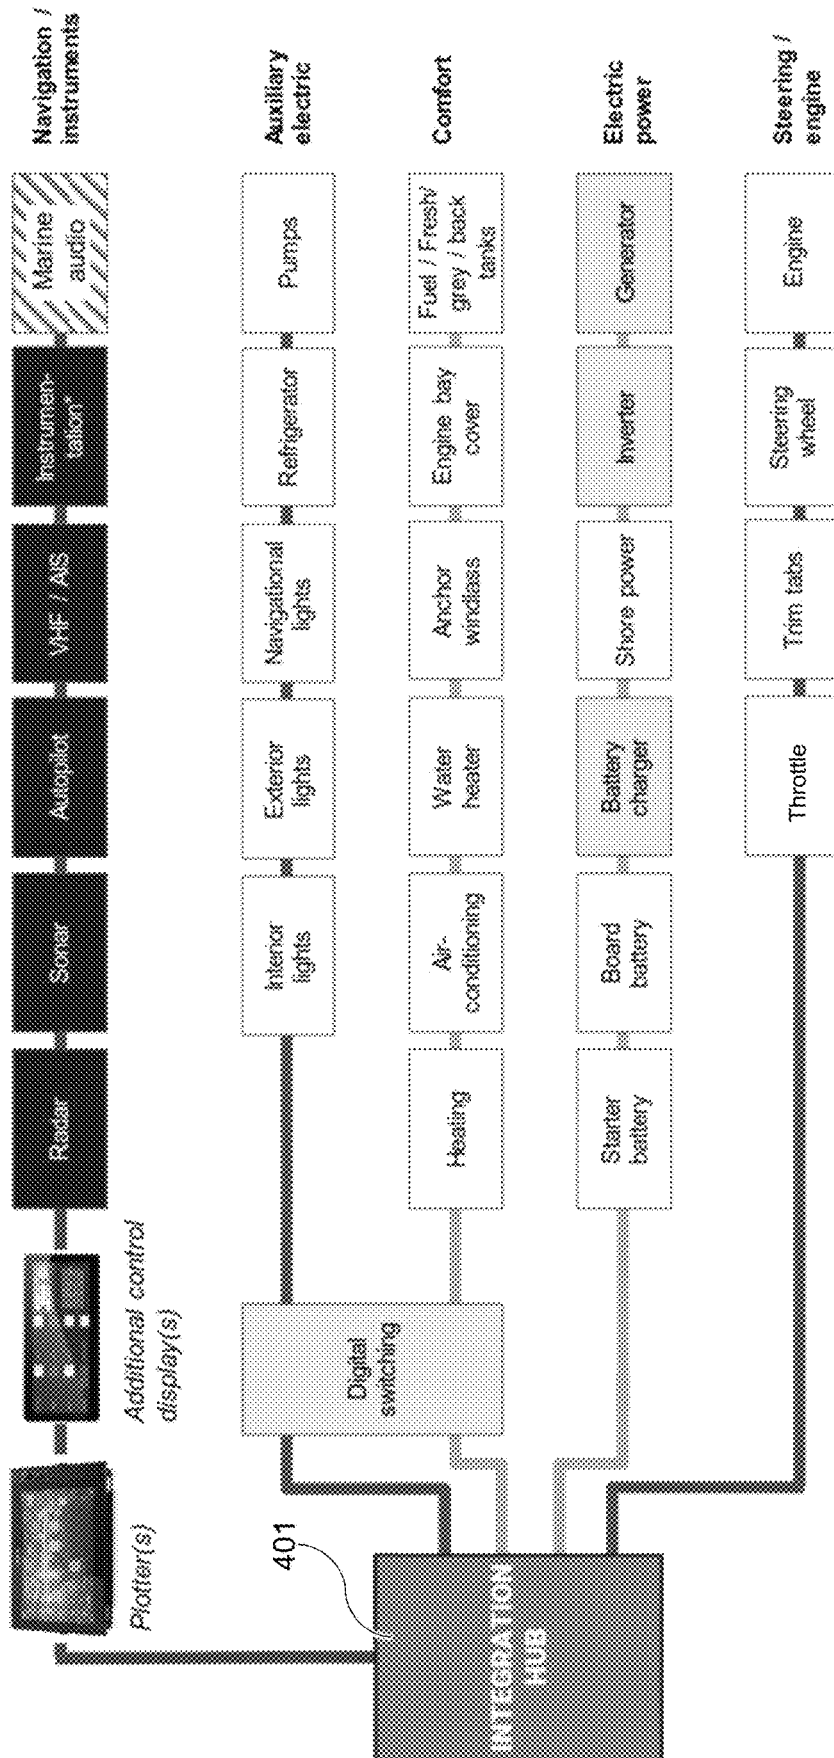 Plotter(s)
Additional control
display(s)
Radar
Sonar
Autopilot
VHF / AIS
Instrumen-
tation*
Marine
audio
Navigation /
instruments
401
INTEGRATION
HUB
Digital
switching
Interior
lights
Exterior
lights
Navigational
lights
Refrigerator
Pumps
Auxiliary
electric
Heating
Air-
conditioning
Water
heater
Anchor
windlass
Engine bay
cover
Fuel / Fresh/
grey / back
tanks
Comfort
Starter
battery
Board
battery
Battery
charger
Shore power
Inverter
Generator
Electric
power
Throttle
Trim tabs
Steering
wheel
Engine
Steering /
engine